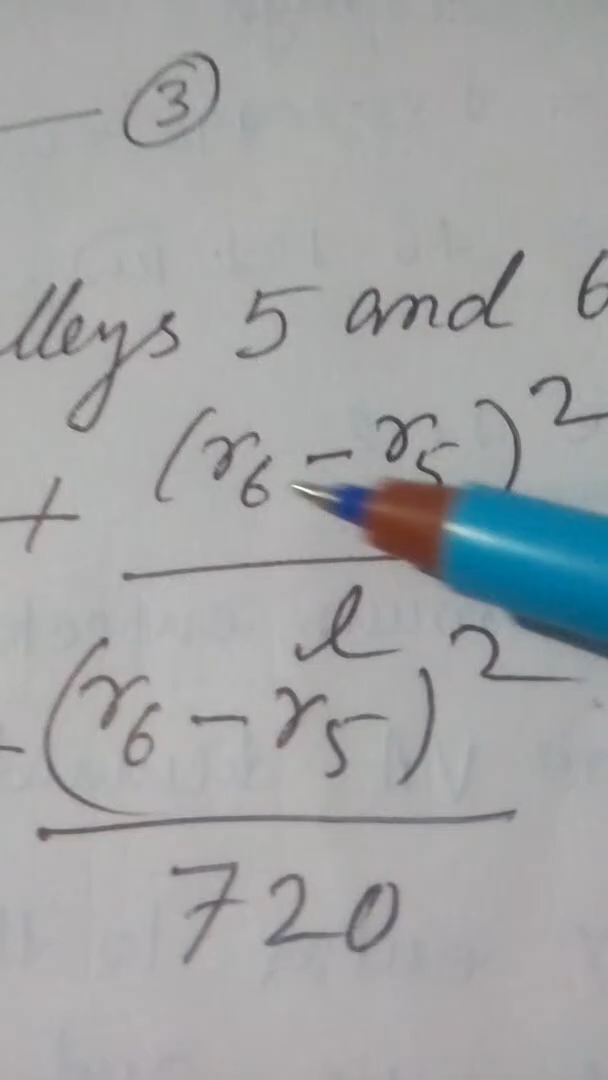 ③
lleys 5 and 6
+ (r₆ - r₅)²
l
(r₆ - r₅)²
720